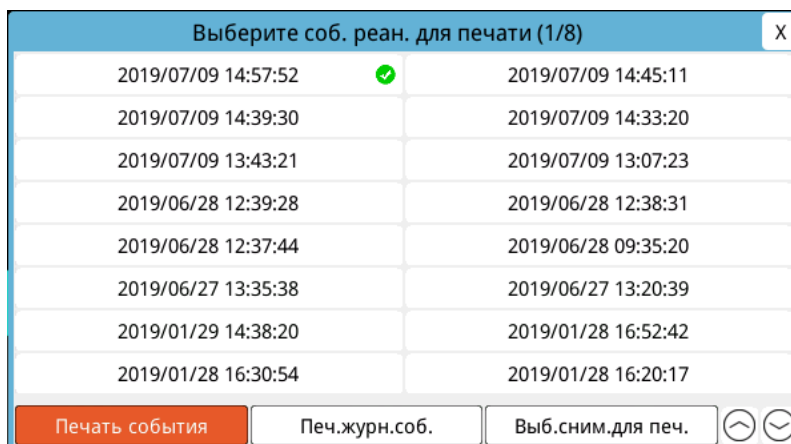 Выберите соб. реан. для печати (1/8) X
2019/07/09 14:57:52 2019/07/09 14:45:11
2019/07/09 14:39:30 2019/07/09 14:33:20
2019/07/09 13:43:21 2019/07/09 13:07:23
2019/06/28 12:39:28 2019/06/28 12:38:31
2019/06/28 12:37:44 2019/06/28 09:35:20
2019/06/27 13:35:38 2019/06/27 13:20:39
2019/01/29 14:38:20 2019/01/28 16:52:42
2019/01/28 16:30:54 2019/01/28 16:20:17
Печать события Печ.журн.соб. Выб.сним.для печ.